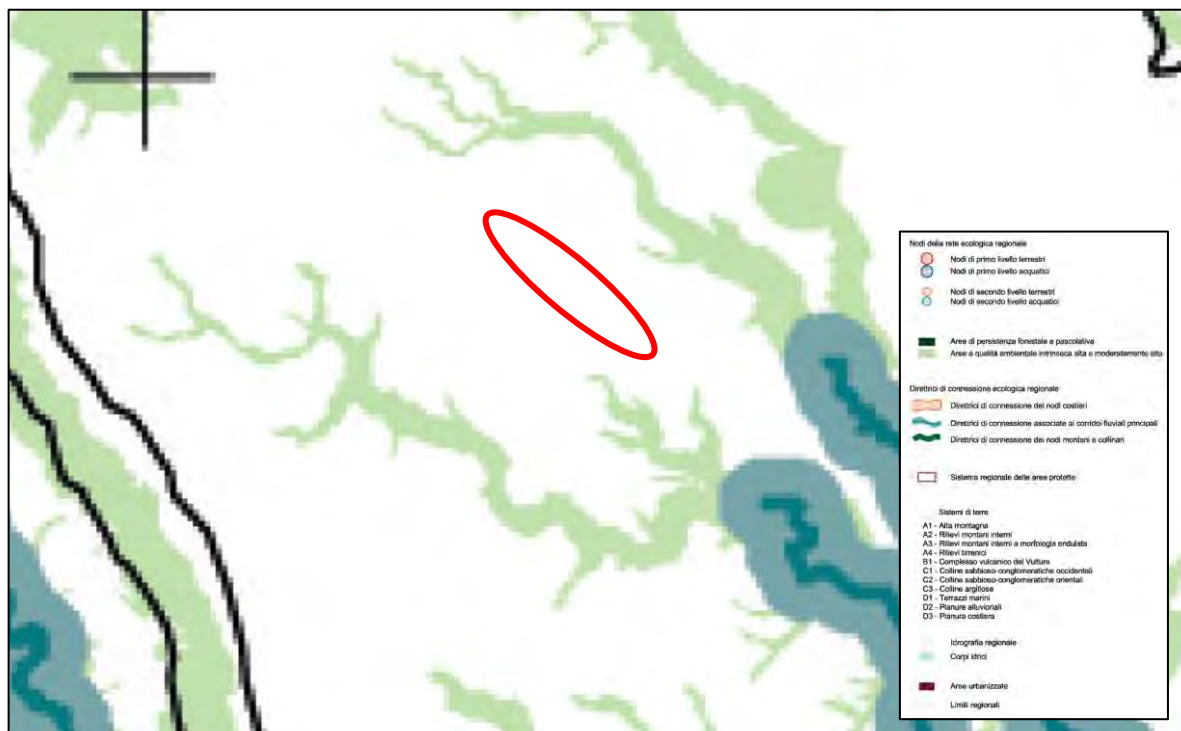 Nodi della rete ecologica regionale
Nodi di primo livello terrestri
Nodi di primo livello acquatici
Nodi di secondo livello terrestri
Nodi di secondo livello acquatici
Aree di persistenza forestale e pascolativa
Aree a qualità ambientale intrinseca alta o moderatamente alta
Direttrici di connessione ecologica regionale
Direttrici di connessione dei nodi costieri
Direttrici di connessione associate ai corridoi fluviali principali
Direttrici di connessione dei nodi montani e collinari
Sistema regionale delle aree protette
Sistemi di terre
A1 - Alta montagna
A2 - Rilievi montani interni
A3 - Rilievi montani interni a morfologia ondulata
A4 - Rilievi tirrenici
B1 - Complesso vulcanico del Vulture
C1 - Colline sabbioso-conglomeratiche occidentali
C2 - Colline sabbioso-conglomeratiche orientali
C3 - Colline argillose
D1 - Terrazzi marini
D2 - Pianure alluvionali
D3 - Pianura costiera
Idrografia regionale
Corpi idrici
Aree urbanizzate
Limiti regionali